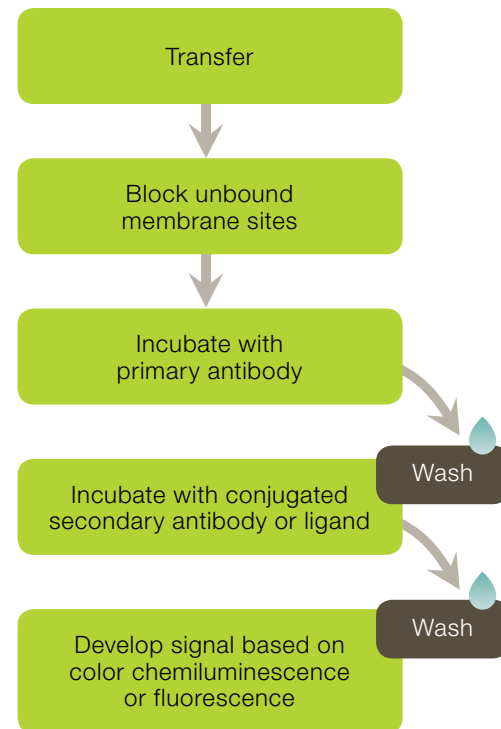 Transfer
Block unbound
membrane sites
Incubate with
primary antibody
Wash
Incubate with conjugated
secondary antibody or ligand
Wash
Develop signal based on
color chemiluminescence
or fluorescence